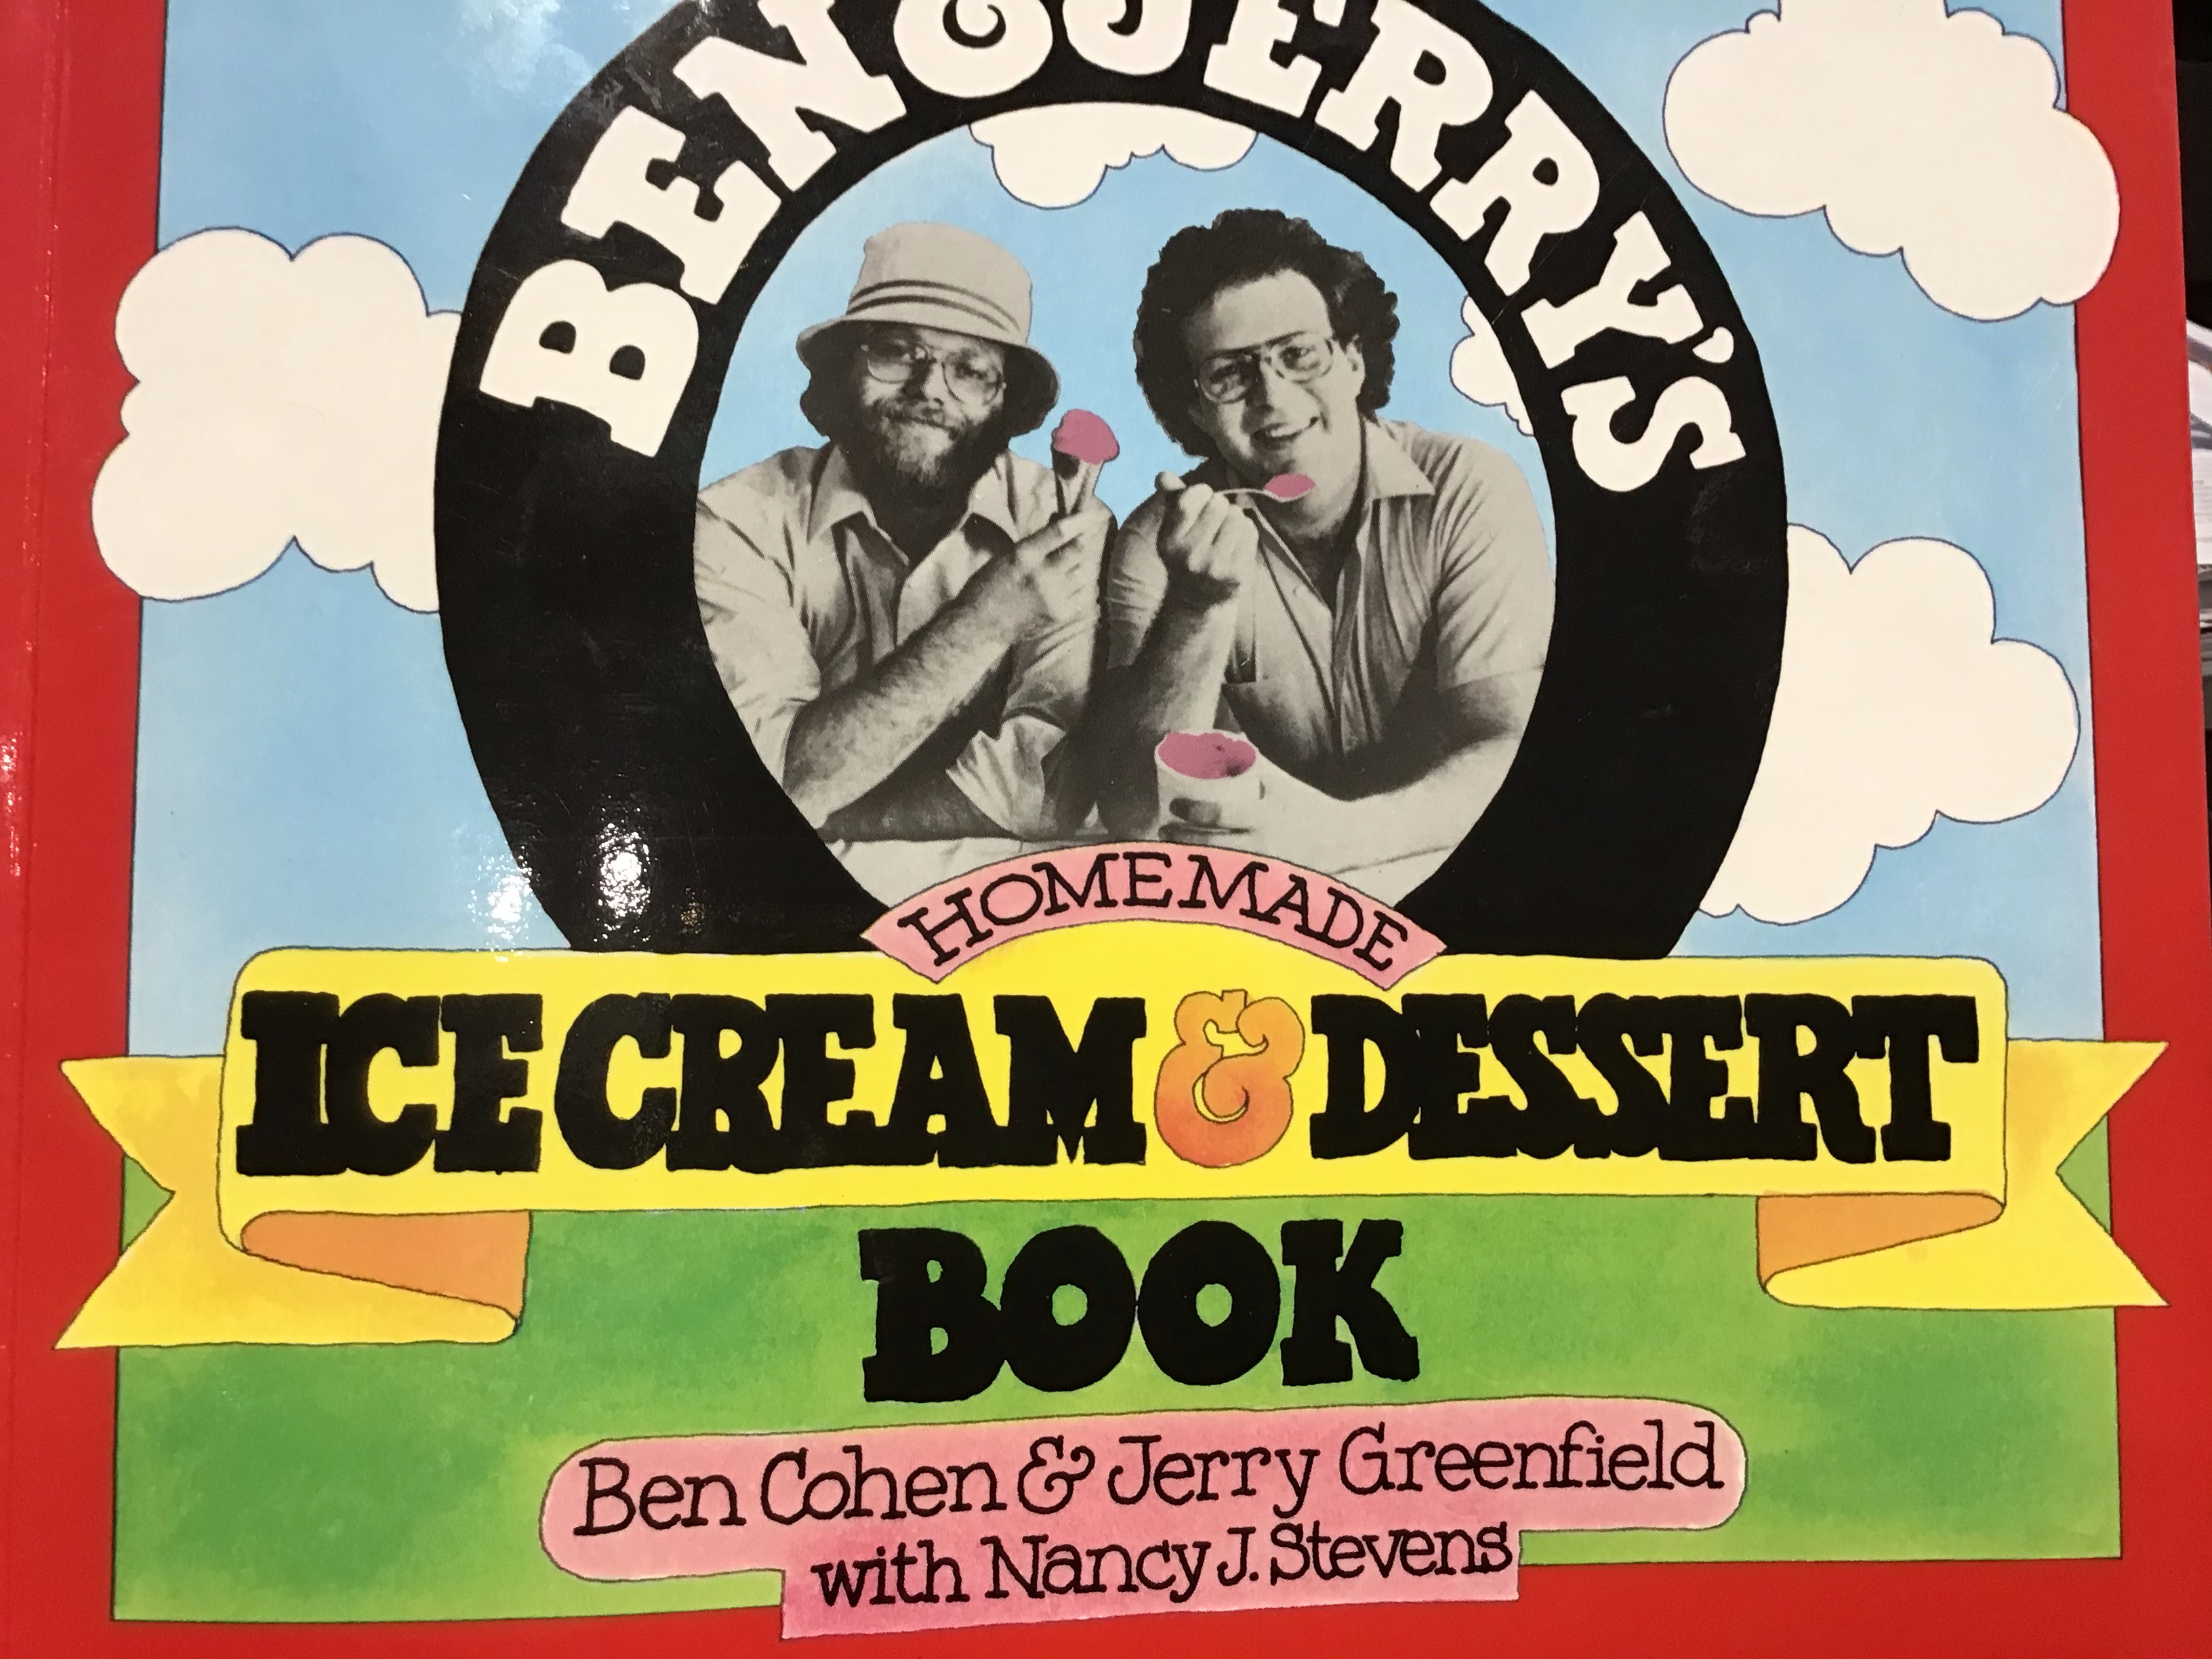 BEN & JERRY'S
HOMEMADE
ICE CREAM & DESSERT
BOOK
Ben Cohen & Jerry Greenfield
with Nancy J. Stevens